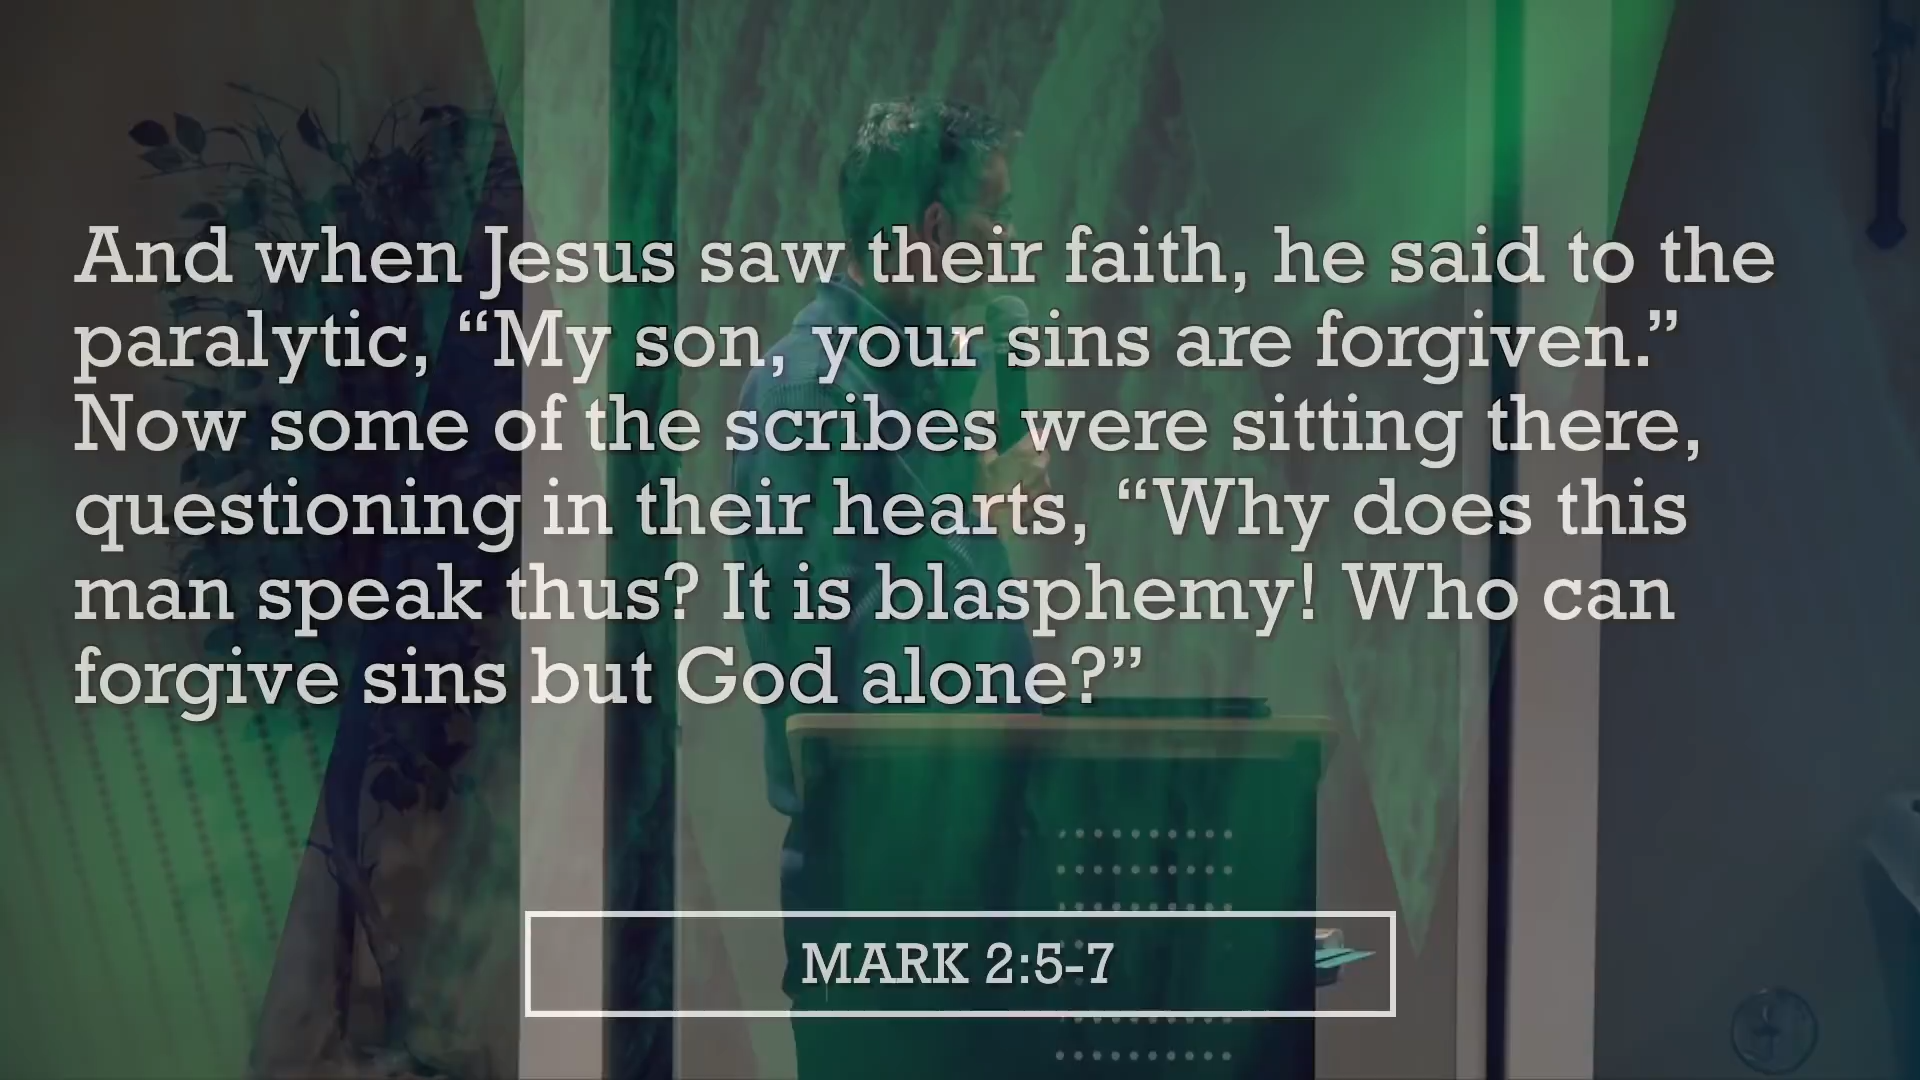 And when Jesus saw their faith, he said to the
paralytic, “My son, your sins are forgiven.”
Now some of the scribes were sitting there,
questioning in their hearts, “Why does this
man speak thus? It is blasphemy! Who can
forgive sins but God alone?”
MARK 2:5-7